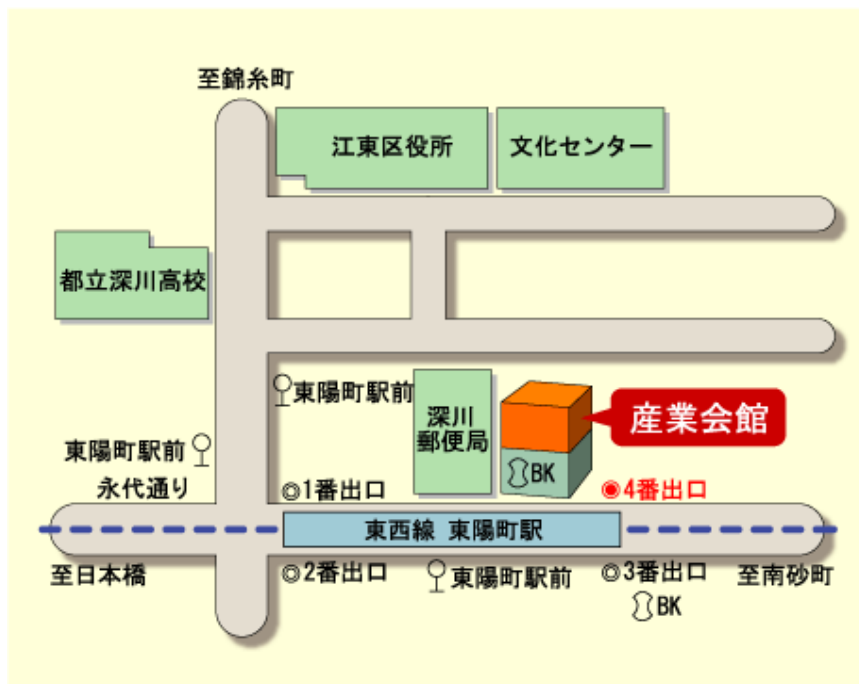 至錦糸町
江東区役所
文化センター
都立深川高校
東陽町駅前
深川
郵便局
産業会館
東陽町駅前
BK
永代通り
◎1番出口
◉4番出口
東西線 東陽町駅
至日本橋
◎2番出口
東陽町駅前
◎3番出口
至南砂町
BK